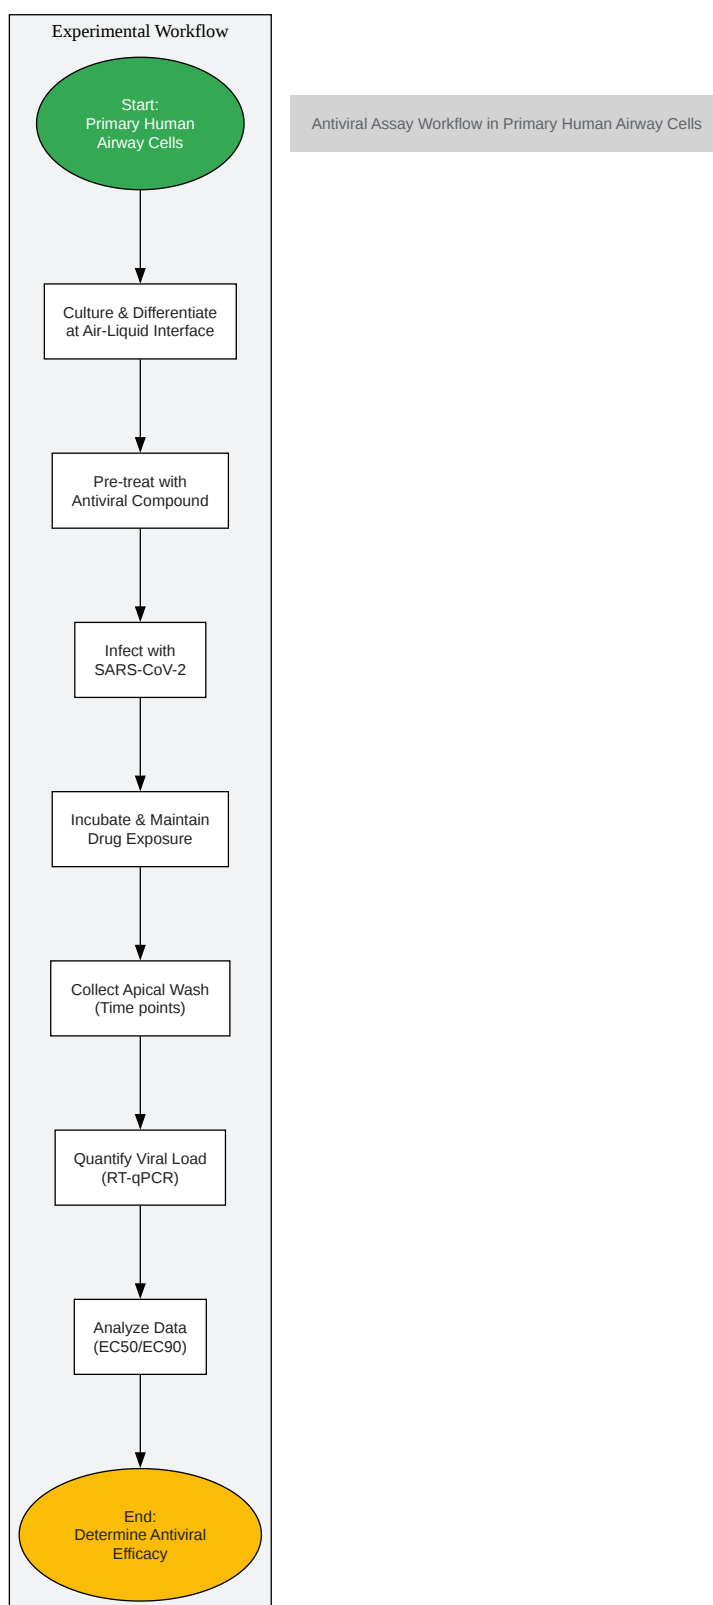 Experimental Workflow
Start:
Primary Human
Airway Cells
Antiviral Assay Workflow in Primary Human Airway Cells
Culture & Differentiate
at Air-Liquid Interface
Pre-treat with
Antiviral Compound
Infect with
SARS-CoV-2
Incubate & Maintain
Drug Exposure
Collect Apical Wash
(Time points)
Quantify Viral Load
(RT-qPCR)
Analyze Data
(EC50/EC90)
End:
Determine Antiviral
Efficacy